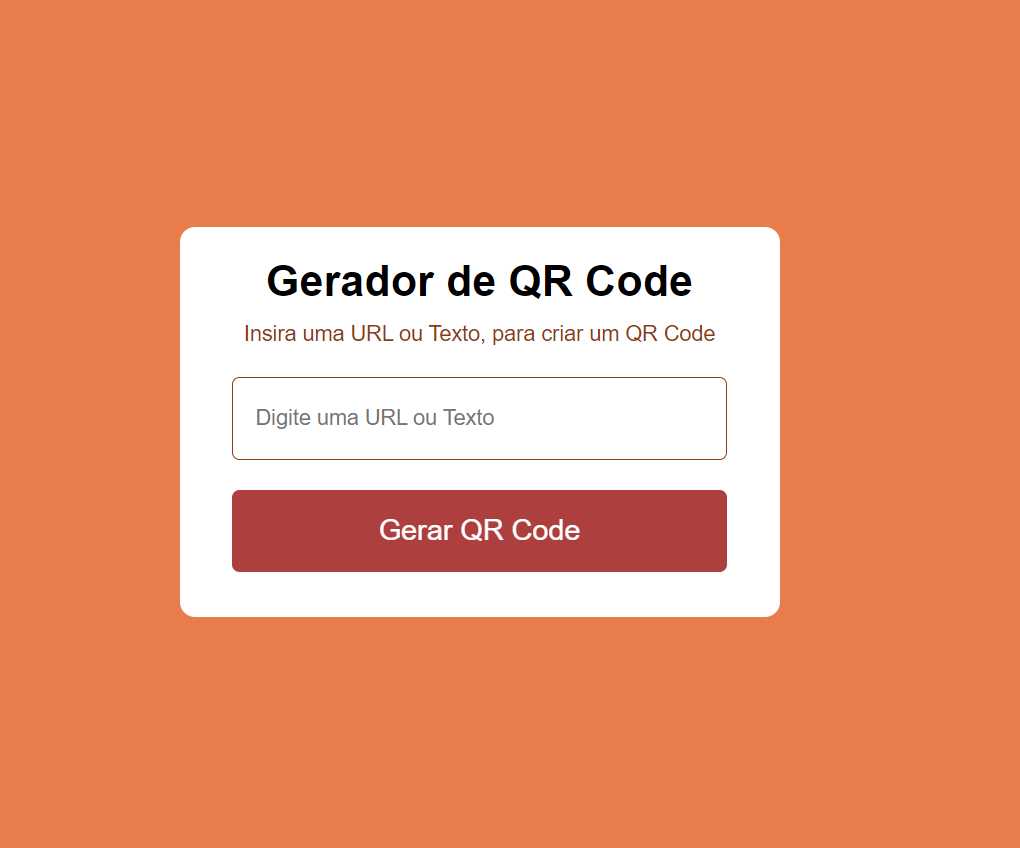 Gerador de QR Code
Insira uma URL ou Texto, para criar um QR Code
Digite uma URL ou Texto
Gerar QR Code